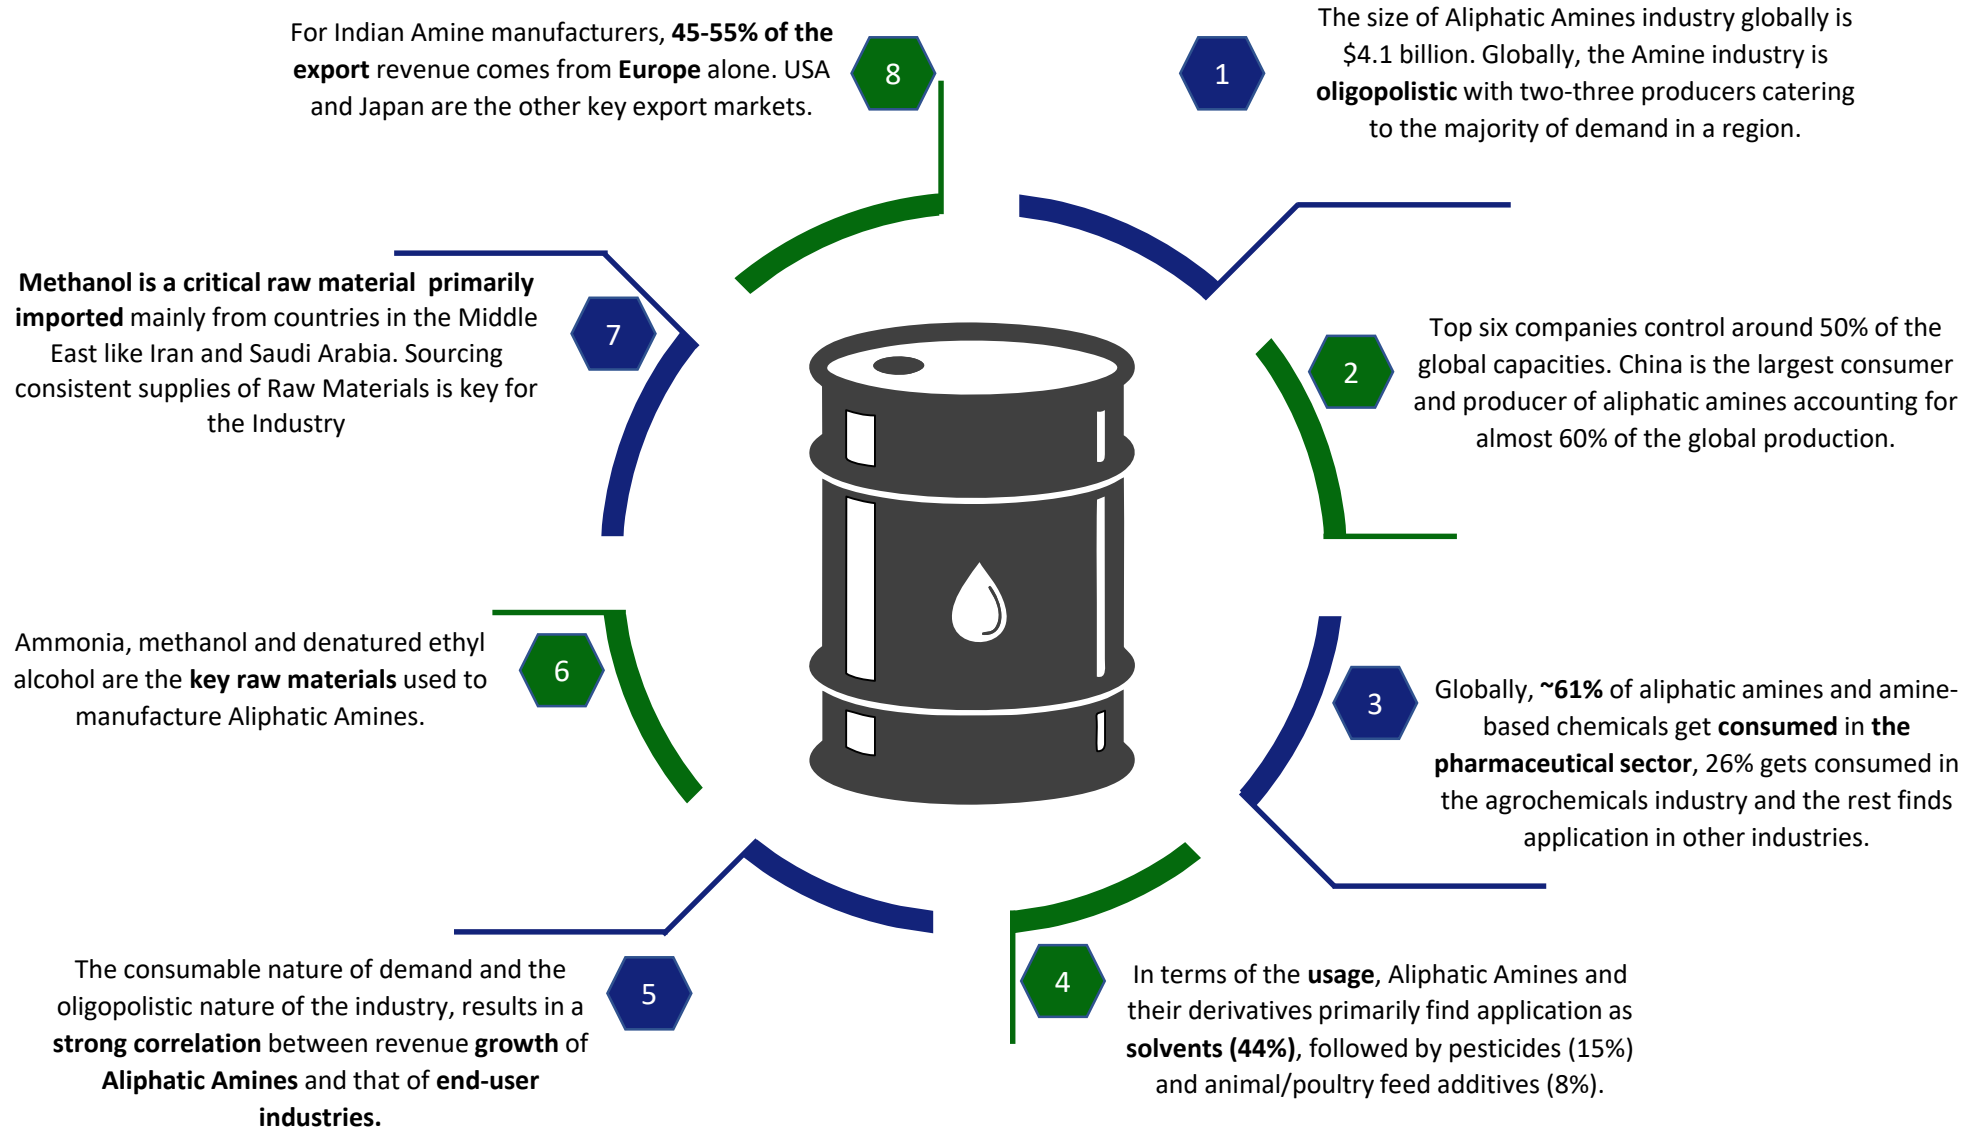 1
The size of Aliphatic Amines industry globally is
$4.1 billion. Globally, the Amine industry is
oligopolistic with two-three producers catering
to the majority of demand in a region.
2
Top six companies control around 50% of the
global capacities. China is the largest consumer
and producer of aliphatic amines accounting for
almost 60% of the global production.
3
Globally, ~61% of aliphatic amines and amine-
based chemicals get consumed in the
pharmaceutical sector, 26% gets consumed in
the agrochemicals industry and the rest finds
application in other industries.
4
In terms of the usage, Aliphatic Amines and
their derivatives primarily find application as
solvents (44%), followed by pesticides (15%)
and animal/poultry feed additives (8%).
5
The consumable nature of demand and the
oligopolistic nature of the industry, results in a
strong correlation between revenue growth of
Aliphatic Amines and that of end-user
industries.
6
Ammonia, methanol and denatured ethyl
alcohol are the key raw materials used to
manufacture Aliphatic Amines.
7
Methanol is a critical raw material primarily
imported mainly from countries in the Middle
East like Iran and Saudi Arabia. Sourcing
consistent supplies of Raw Materials is key for
the Industry
8
For Indian Amine manufacturers, 45-55% of the
export revenue comes from Europe alone. USA
and Japan are the other key export markets.